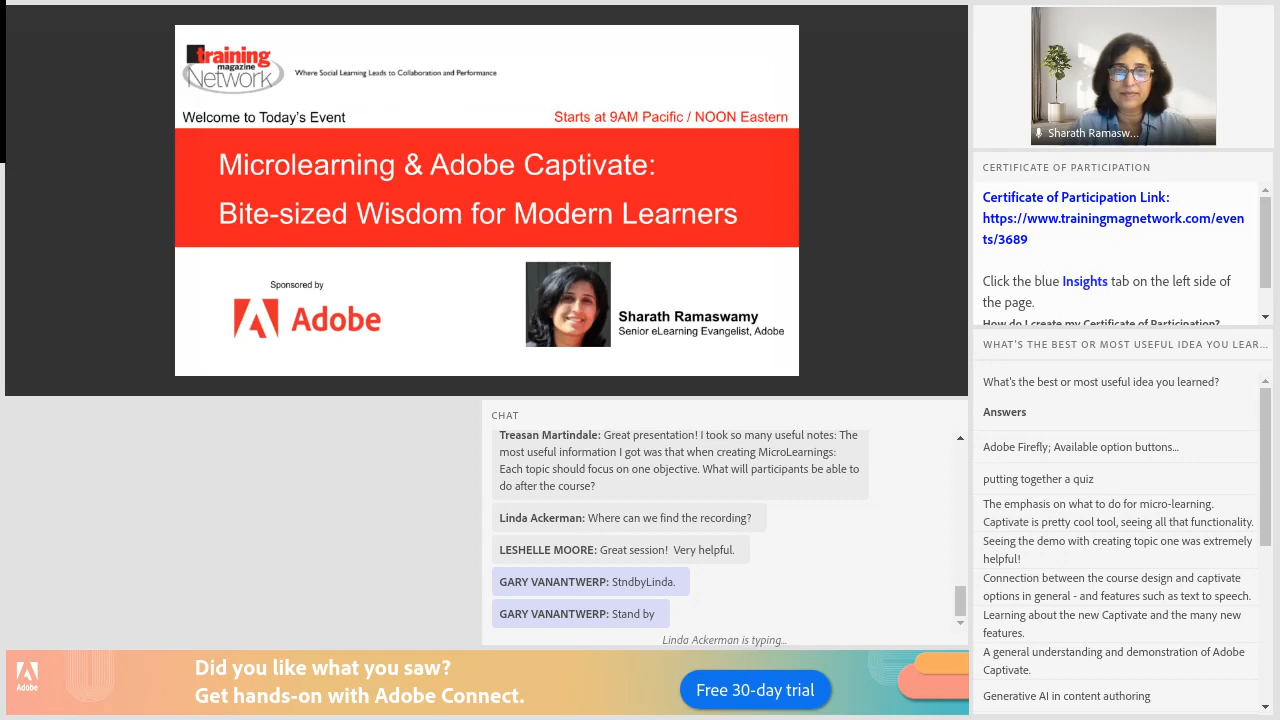 training
magazine
Network
Where Social Learning Leads to Collaboration and Performance
Welcome to Today's Event
Starts at 9AM Pacific / NOON Eastern
Microlearning & Adobe Captivate:
Bite-sized Wisdom for Modern Learners
Sponsored by
Adobe
Sharath Ramaswamy
Senior eLearning Evangelist, Adobe
Sharath Ramasw...
CERTIFICATE OF PARTICIPATION
Certificate of Participation Link:
https://www.trainingmagnetwork.com/even
ts/3689
Click the blue Insights tab on the left side of
the page.
How do I create my Certificate of Participation?
WHAT'S THE BEST OR MOST USEFUL IDEA YOU LEAR...
What's the best or most useful idea you learned?
Answers
Adobe Firefly; Available option buttons...
putting together a quiz
The emphasis on what to do for micro-learning.
Captivate is pretty cool tool, seeing all that functionality.
Seeing the demo with creating topic one was extremely
helpful!
Connection between the course design and captivate
options in general - and features such as text to speech.
Learning about the new Captivate and the many new
features.
A general understanding and demonstration of Adobe
Captivate.
Generative AI in content authoring
CHAT
Treasan Martindale: Great presentation! I took so many useful notes: The
most useful information I got was that when creating MicroLearnings:
Each topic should focus on one objective. What will participants be able to
do after the course?
Linda Ackerman: Where can we find the recording?
LESHELLE MOORE: Great session!  Very helpful.
GARY VANANTWERP: StndbyLinda.
GARY VANANTWERP: Stand by
Linda Ackerman is typing...
Adobe
Did you like what you saw?
Get hands-on with Adobe Connect.
Free 30-day trial